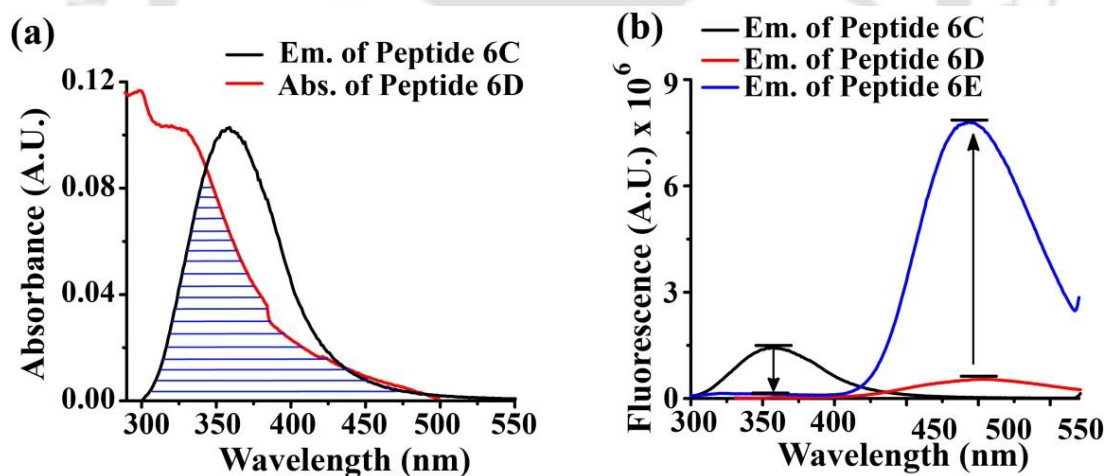 (a)
Em. of Peptide 6C
Abs. of Peptide 6D
0.12
0.08
0.04
0.00
Absorbance (A.U.)
300 350 400 450 500 550
Wavelength (nm)
(b)
Em. of Peptide 6C
Em. of Peptide 6D
Em. of Peptide 6E
9
6
3
0
Fluorescence (A.U.) x 10⁶
300 350 400 450 500 550
Wavelength (nm)